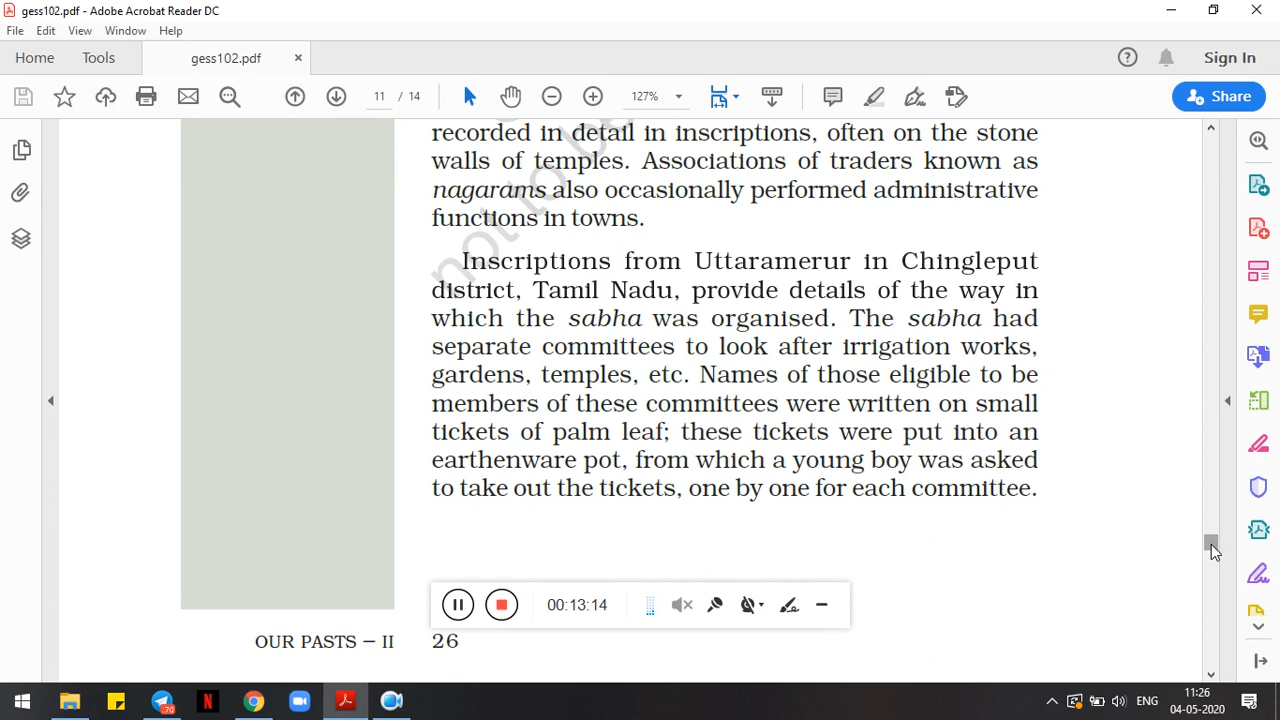 gess102.pdf - Adobe Acrobat Reader DC
File Edit View Window Help
Home Tools gess102.pdf × Sign In
11 / 14 127% Share
recorded in detail in inscriptions, often on the stone
walls of temples. Associations of traders known as
nagarams also occasionally performed administrative
functions in towns.
Inscriptions from Uttaramerur in Chingleput
district, Tamil Nadu, provide details of the way in
which the sabha was organised. The sabha had
separate committees to look after irrigation works,
gardens, temples, etc. Names of those eligible to be
members of these committees were written on small
tickets of palm leaf; these tickets were put into an
earthenware pot, from which a young boy was asked
to take out the tickets, one by one for each committee.
not to be
00:13:14
OUR PASTS – II 26
70 N ENG 11:26
04-05-2020